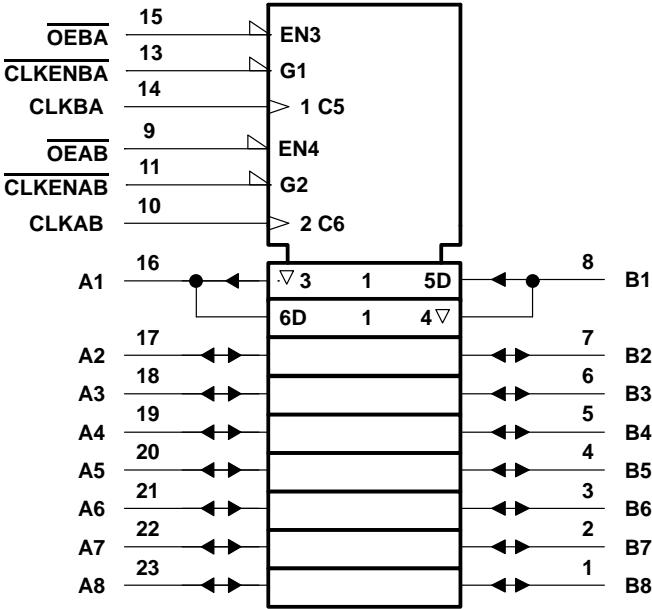 OEBA 15 EN3
CLKENBA 13 G1
CLKBA 14 1 C5
OEAB 9 EN4
CLKENAB 11 G2
CLKAB 10 2 C6
A1 16 ▽ 3 1 5D 8 B1
6D 1 4 ▽
A2 17 7 B2
A3 18 6 B3
A4 19 5 B4
A5 20 4 B5
A6 21 3 B6
A7 22 2 B7
A8 23 1 B8